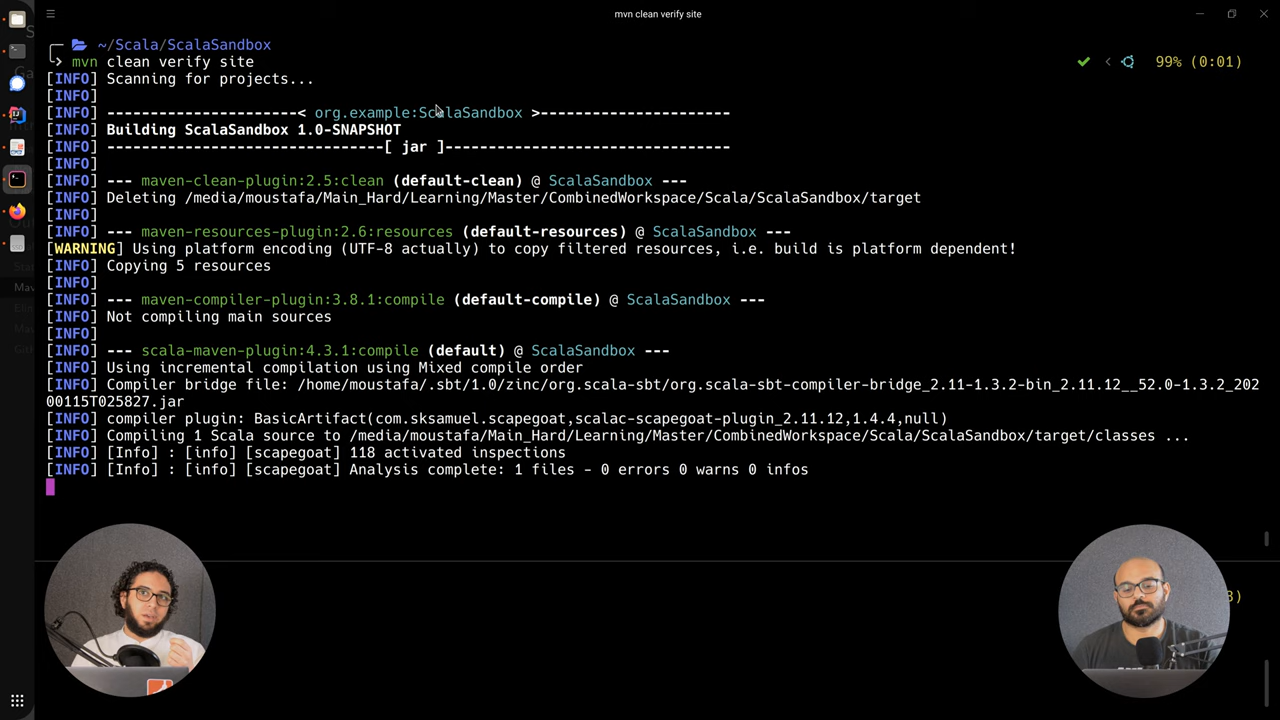 mvn clean verify site
~/Scala/ScalaSandbox
mvn clean verify site
99% (0:01)
[INFO] Scanning for projects...
[INFO]
[INFO] -----------------------< org.example:ScalaSandbox >----------------------
[INFO] Building ScalaSandbox 1.0-SNAPSHOT
[INFO] --------------------------------[ jar ]---------------------------------
[INFO]
[INFO] --- maven-clean-plugin:2.5:clean (default-clean) @ ScalaSandbox ---
[INFO] Deleting /media/moustafa/Main_Hard/Learning/Master/CombinedWorkspace/Scala/ScalaSandbox/target
[INFO]
[INFO] --- maven-resources-plugin:2.6:resources (default-resources) @ ScalaSandbox ---
[WARNING] Using platform encoding (UTF-8 actually) to copy filtered resources, i.e. build is platform dependent!
[INFO] Copying 5 resources
[INFO]
[INFO] --- maven-compiler-plugin:3.8.1:compile (default-compile) @ ScalaSandbox ---
[INFO] Not compiling main sources
[INFO]
[INFO] --- scala-maven-plugin:4.3.1:compile (default) @ ScalaSandbox ---
[INFO] Using incremental compilation using Mixed compile order
[INFO] Compiler bridge file: /home/moustafa/.sbt/1.0/zinc/org.scala-sbt/org.scala-sbt-compiler-bridge_2.11-1.3.2-bin_2.11.12__52.0-1.3.2_202
00115T025827.jar
[INFO] compiler plugin: BasicArtifact(com.sksamuel.scapegoat,scalac-scapegoat-plugin_2.11.12,1.4.4,null)
[INFO] Compiling 1 Scala source to /media/moustafa/Main_Hard/Learning/Master/CombinedWorkspace/Scala/ScalaSandbox/target/classes ...
[INFO] [Info] : [info] [scapegoat] 118 activated inspections
[INFO] [Info] : [info] [scapegoat] Analysis complete: 1 files - 0 errors 0 warns 0 infos